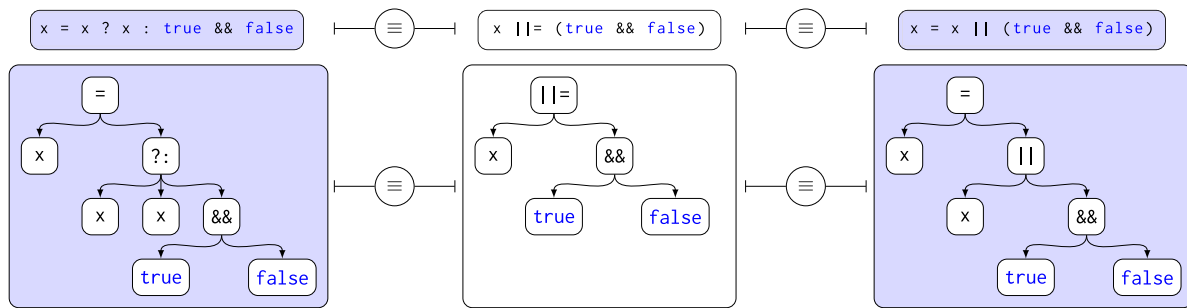 x = x ? x : true && false ≡ x ||= (true && false) ≡ x = x || (true && false)
= ||= =
x ?: x && x ||
≡ ≡
x x && true false x &&
true false true false